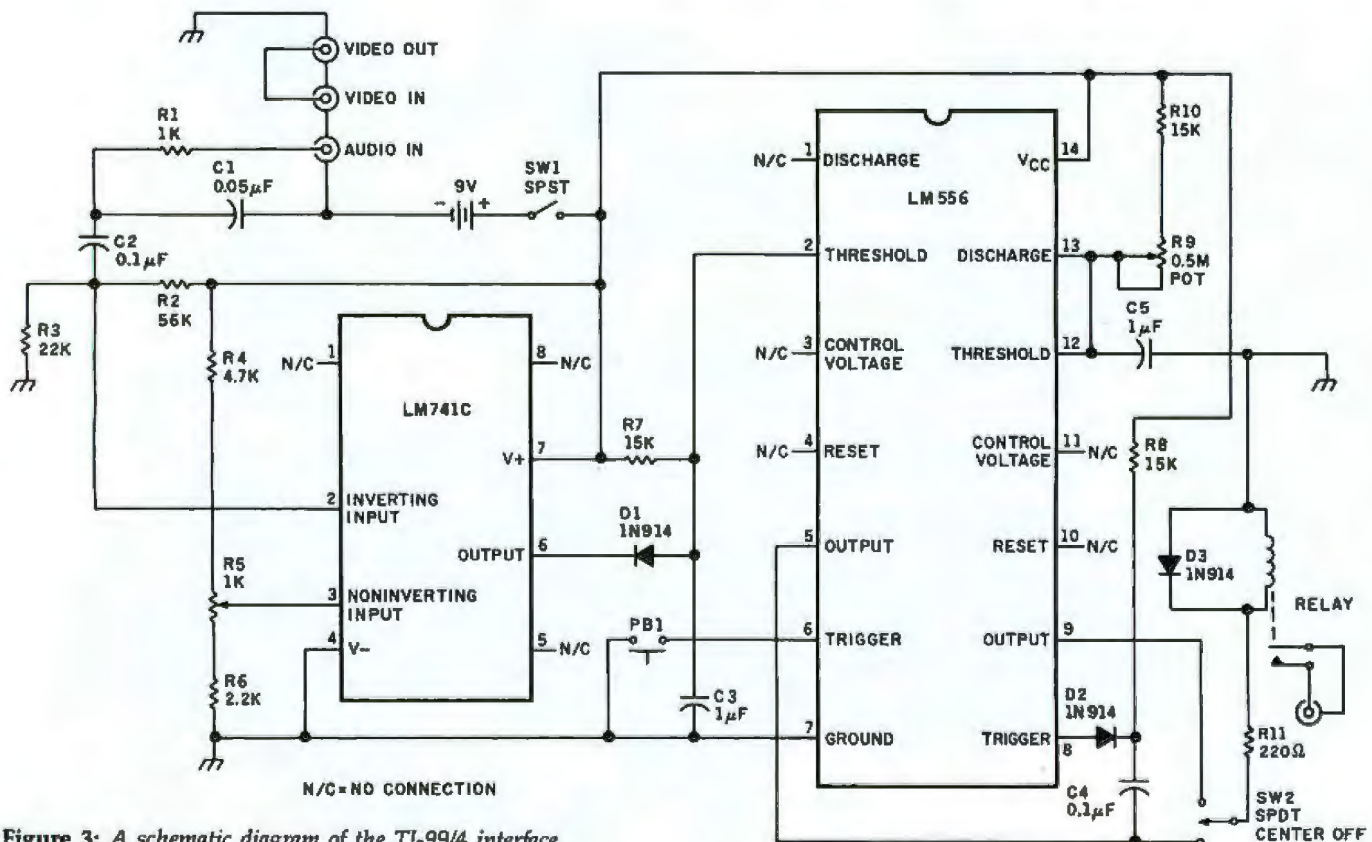 VIDEO OUT
VIDEO IN
AUDIO IN
R1
1K
C1
0.05µF
9V
- +
SW1
SPST
C2
0.1µF
R2
56K
R3
22K
R4
4.7K
R5
1K
R6
2.2K
LM741C
N/C 1
8 N/C
V+ 7
2 INVERTING
INPUT
OUTPUT 6
3 NONINVERTING
INPUT
4 V-
5 N/C
R7
15K
D1
1N914
PB1
C3
1µF
N/C 1 DISCHARGE
VCC 14
LM556
2 THRESHOLD
DISCHARGE 13
N/C 3 CONTROL
VOLTAGE
THRESHOLD 12
N/C 4 RESET
CONTROL 11 N/C
VOLTAGE
5 OUTPUT
RESET 10 N/C
6 TRIGGER
OUTPUT 9
7 GROUND
TRIGGER 8
R10
15K
R9
0.5M
POT
C5
1µF
R8
15K
D3
1N914
RELAY
D2
1N914
R11
220Ω
C4
0.1µF
SW2
SPDT
CENTER OFF
N/C=NO CONNECTION
Figure 3: A schematic diagram of the TI-99/4 interface